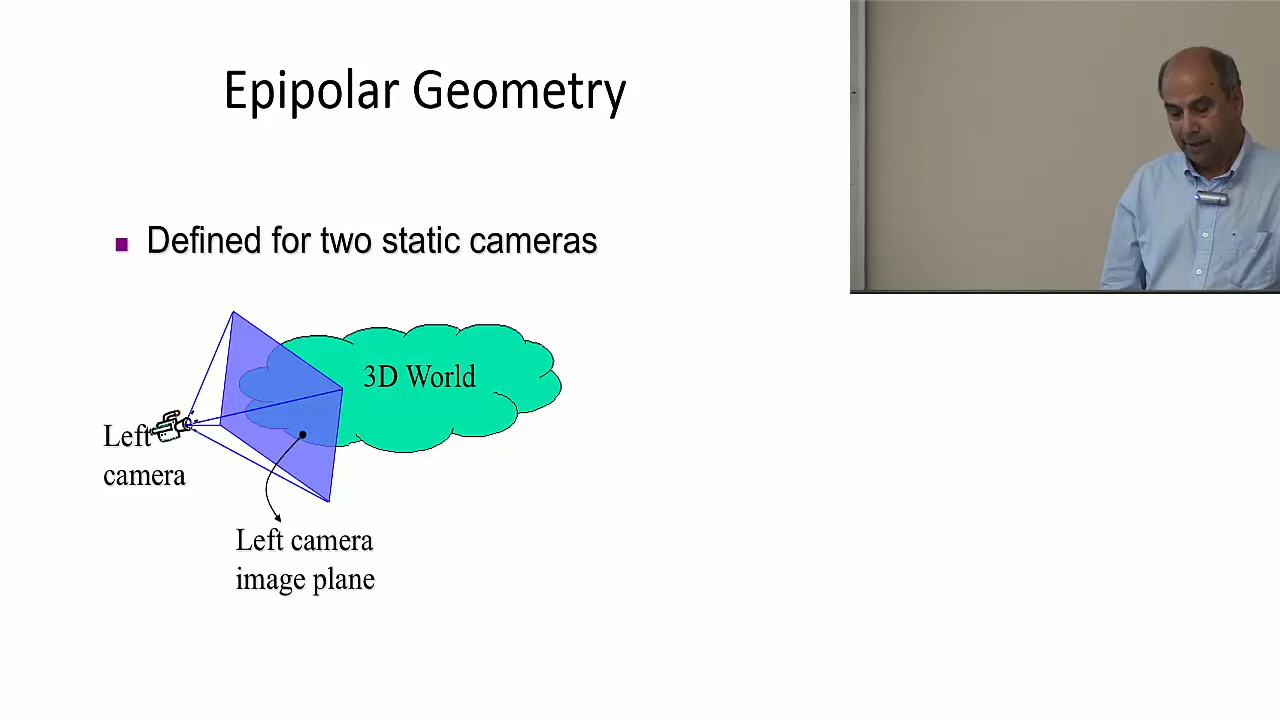 Epipolar Geometry
Defined for two static cameras
3D World
Left
camera
Left camera
image plane